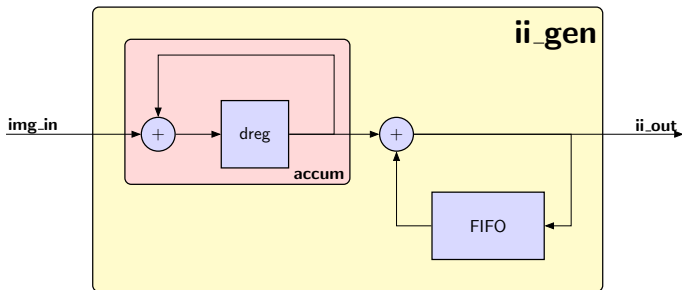 ii_gen
img_in
+
dreg
accum
+
ii_out
FIFO